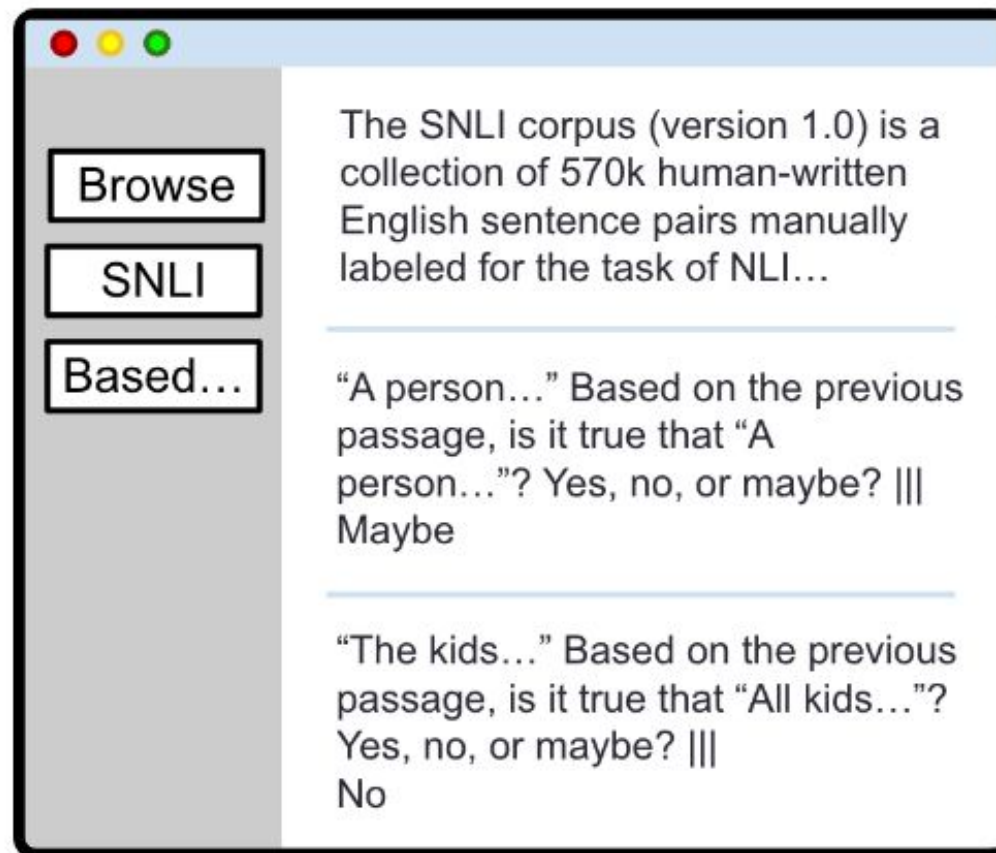 Browse
SNLI
Based…
The SNLI corpus (version 1.0) is a
collection of 570k human-written
English sentence pairs manually
labeled for the task of NLI…
“A person…” Based on the previous
passage, is it true that “A
person…”? Yes, no, or maybe? |||
Maybe
“The kids…” Based on the previous
passage, is it true that “All kids…”?
Yes, no, or maybe? |||
No